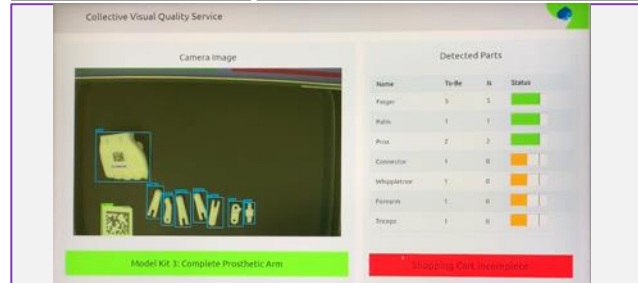 Collective Visual Quality Service
Camera Image
Detected Parts
Name To-Be N Status
Finger 5 5
Palm 1 1
Pros 2 2
Connector 1 0
Whippletree 1 0
Forearm 1 0
Triceps 1 0
Model Kit 3: Complete Prosthetic Arm
Shopping Cart Incomplete